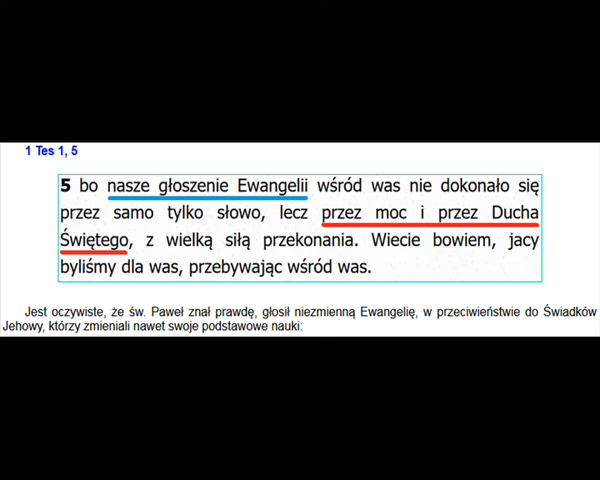 1 Tes 1, 5
5 bo nasze głoszenie Ewangelii wśród was nie dokonało się
przez samo tylko słowo, lecz przez moc i przez Ducha
Świętego, z wielką siłą przekonania. Wiecie bowiem, jacy
byliśmy dla was, przebywając wśród was.
Jest oczywiste, że św. Paweł znał prawdę, głosił niezmienną Ewangelię, w przeciwieństwie do Świadków
Jehowy, którzy zmieniali nawet swoje podstawowe nauki: